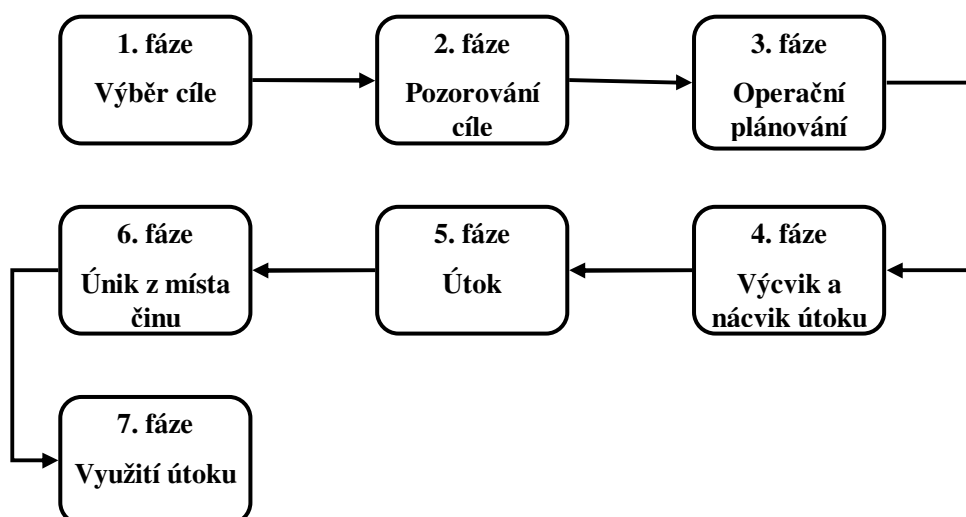 1. fáze
Výběr cíle
2. fáze
Pozorování
cíle
3. fáze
Operační
plánování
4. fáze
Výcvik a
nácvik útoku
5. fáze
Útok
6. fáze
Únik z místa
činu
7. fáze
Využití útoku